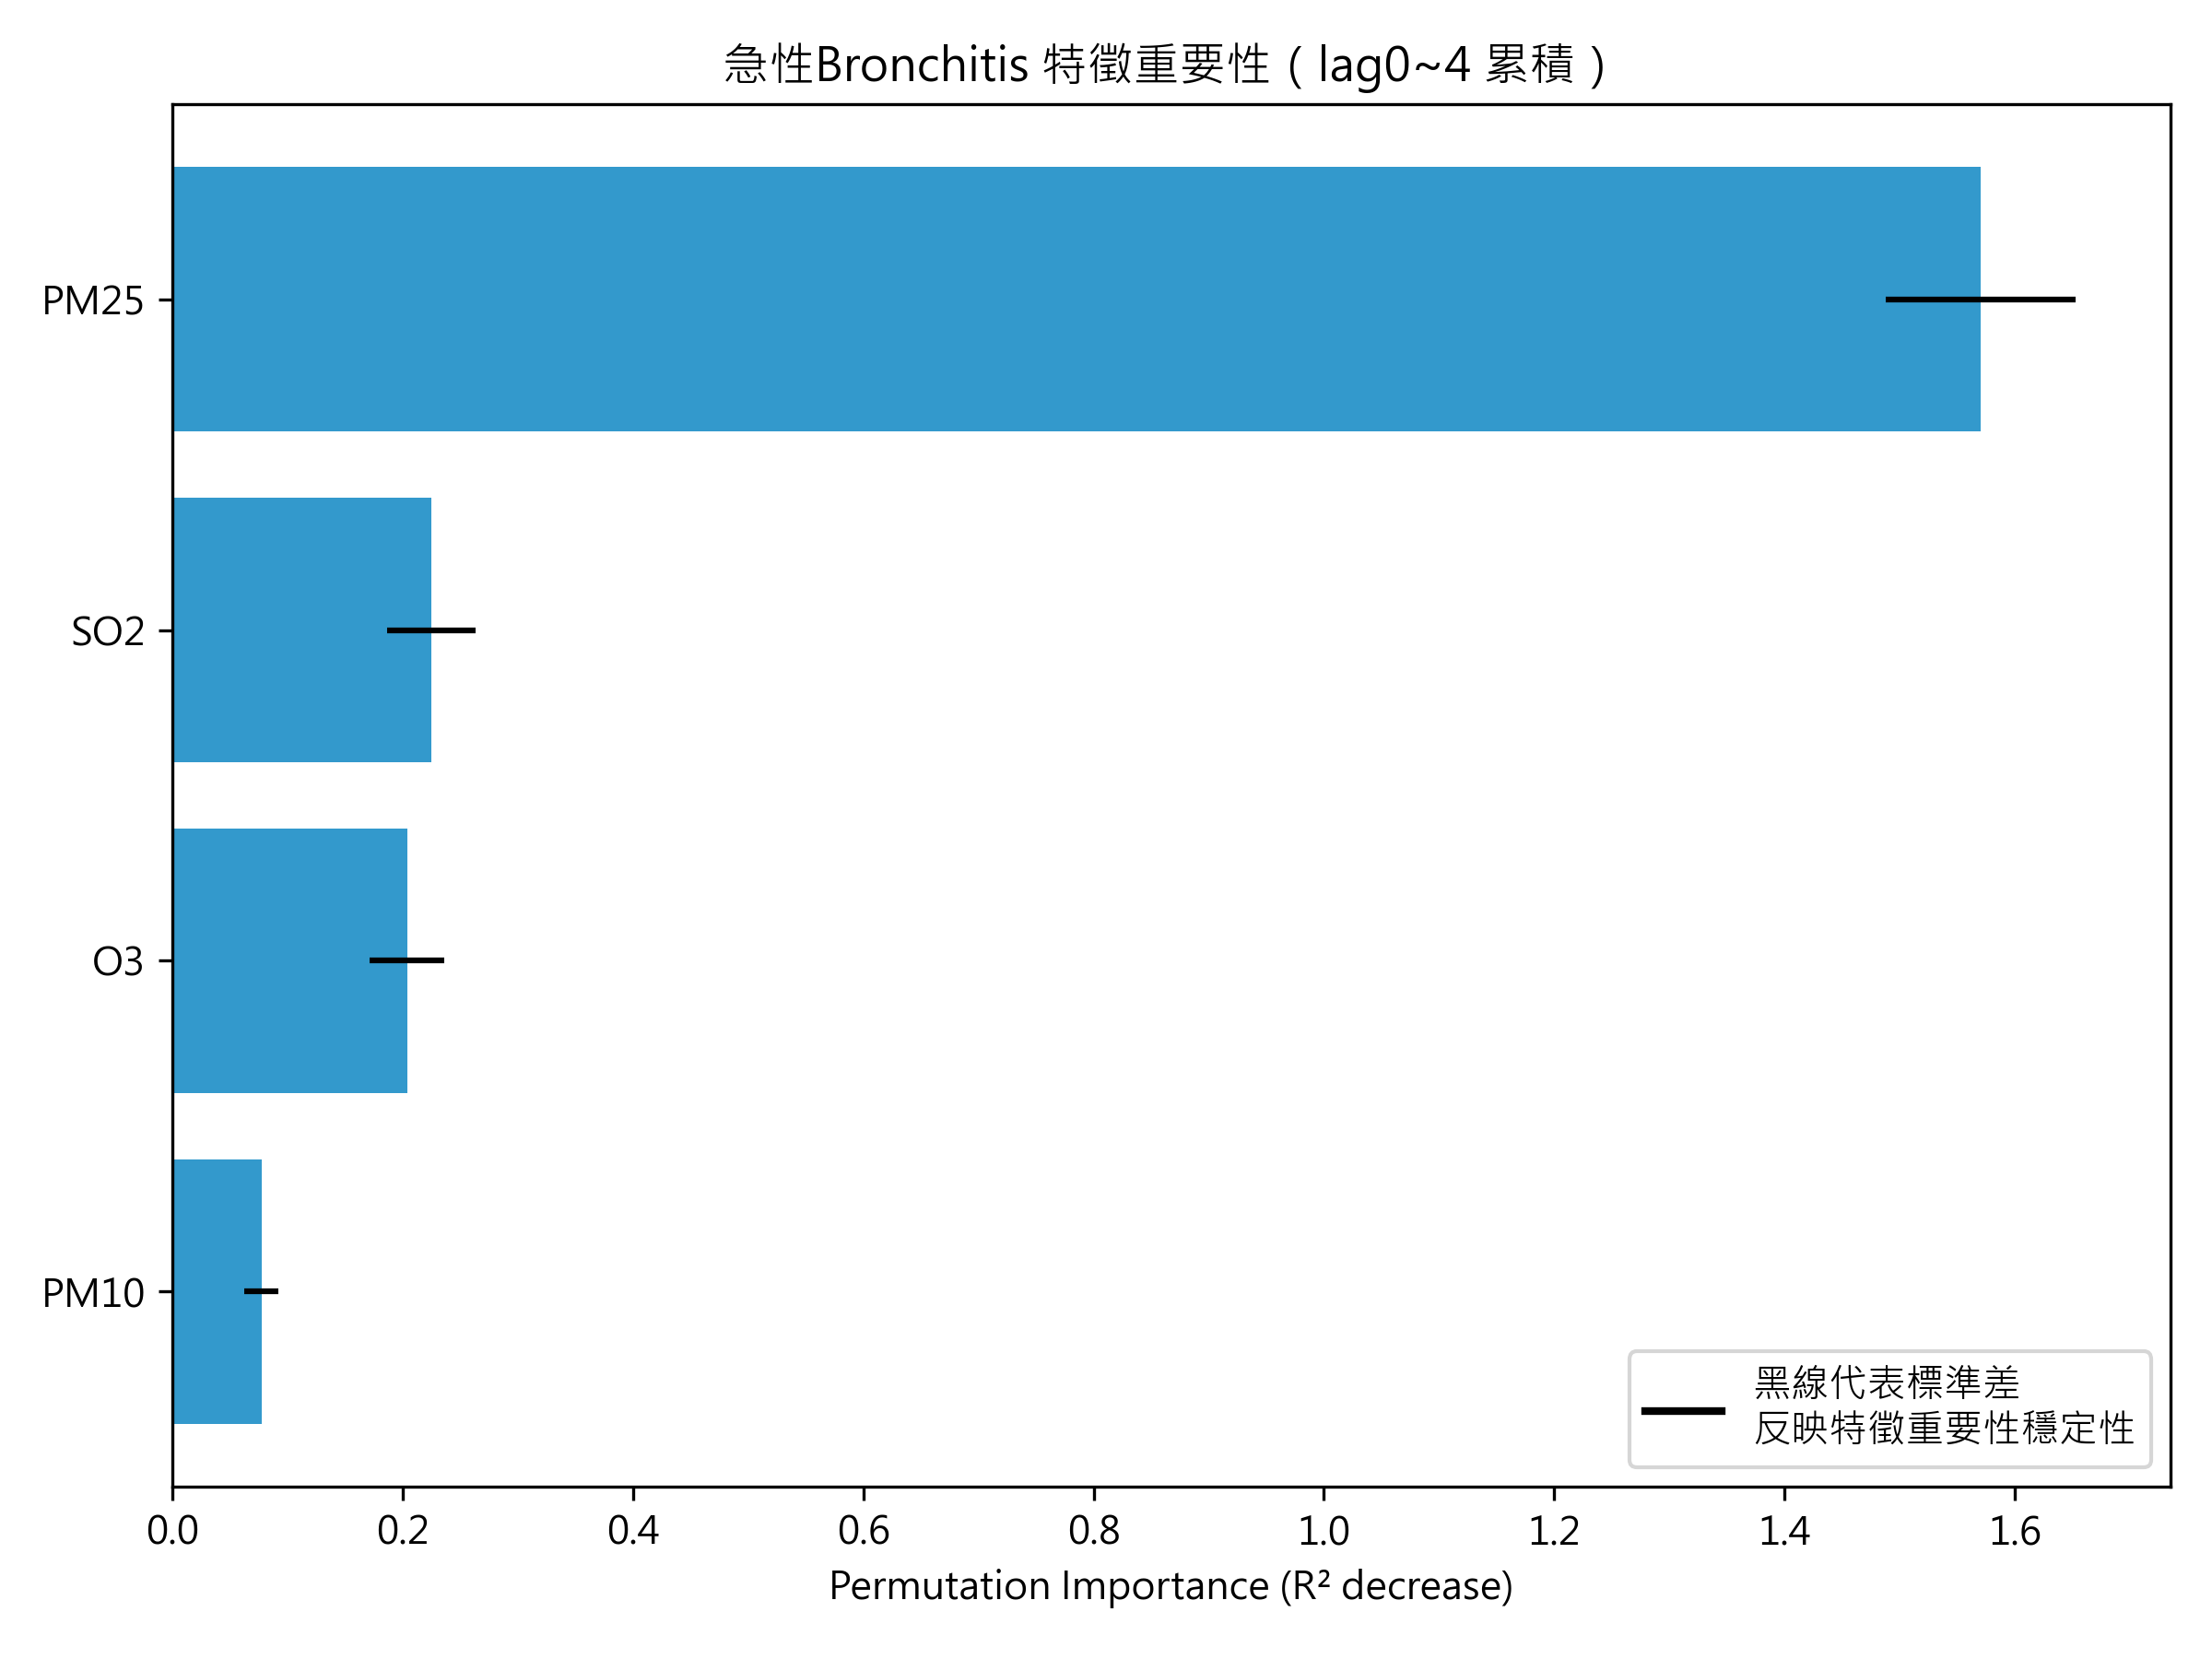 急性Bronchitis 特徵重要性（lag0~4 累積）
PM25
SO2
O3
PM10
黑線代表標準差
反映特徵重要性穩定性
0.0 0.2 0.4 0.6 0.8 1.0 1.2 1.4 1.6
Permutation Importance (R² decrease)